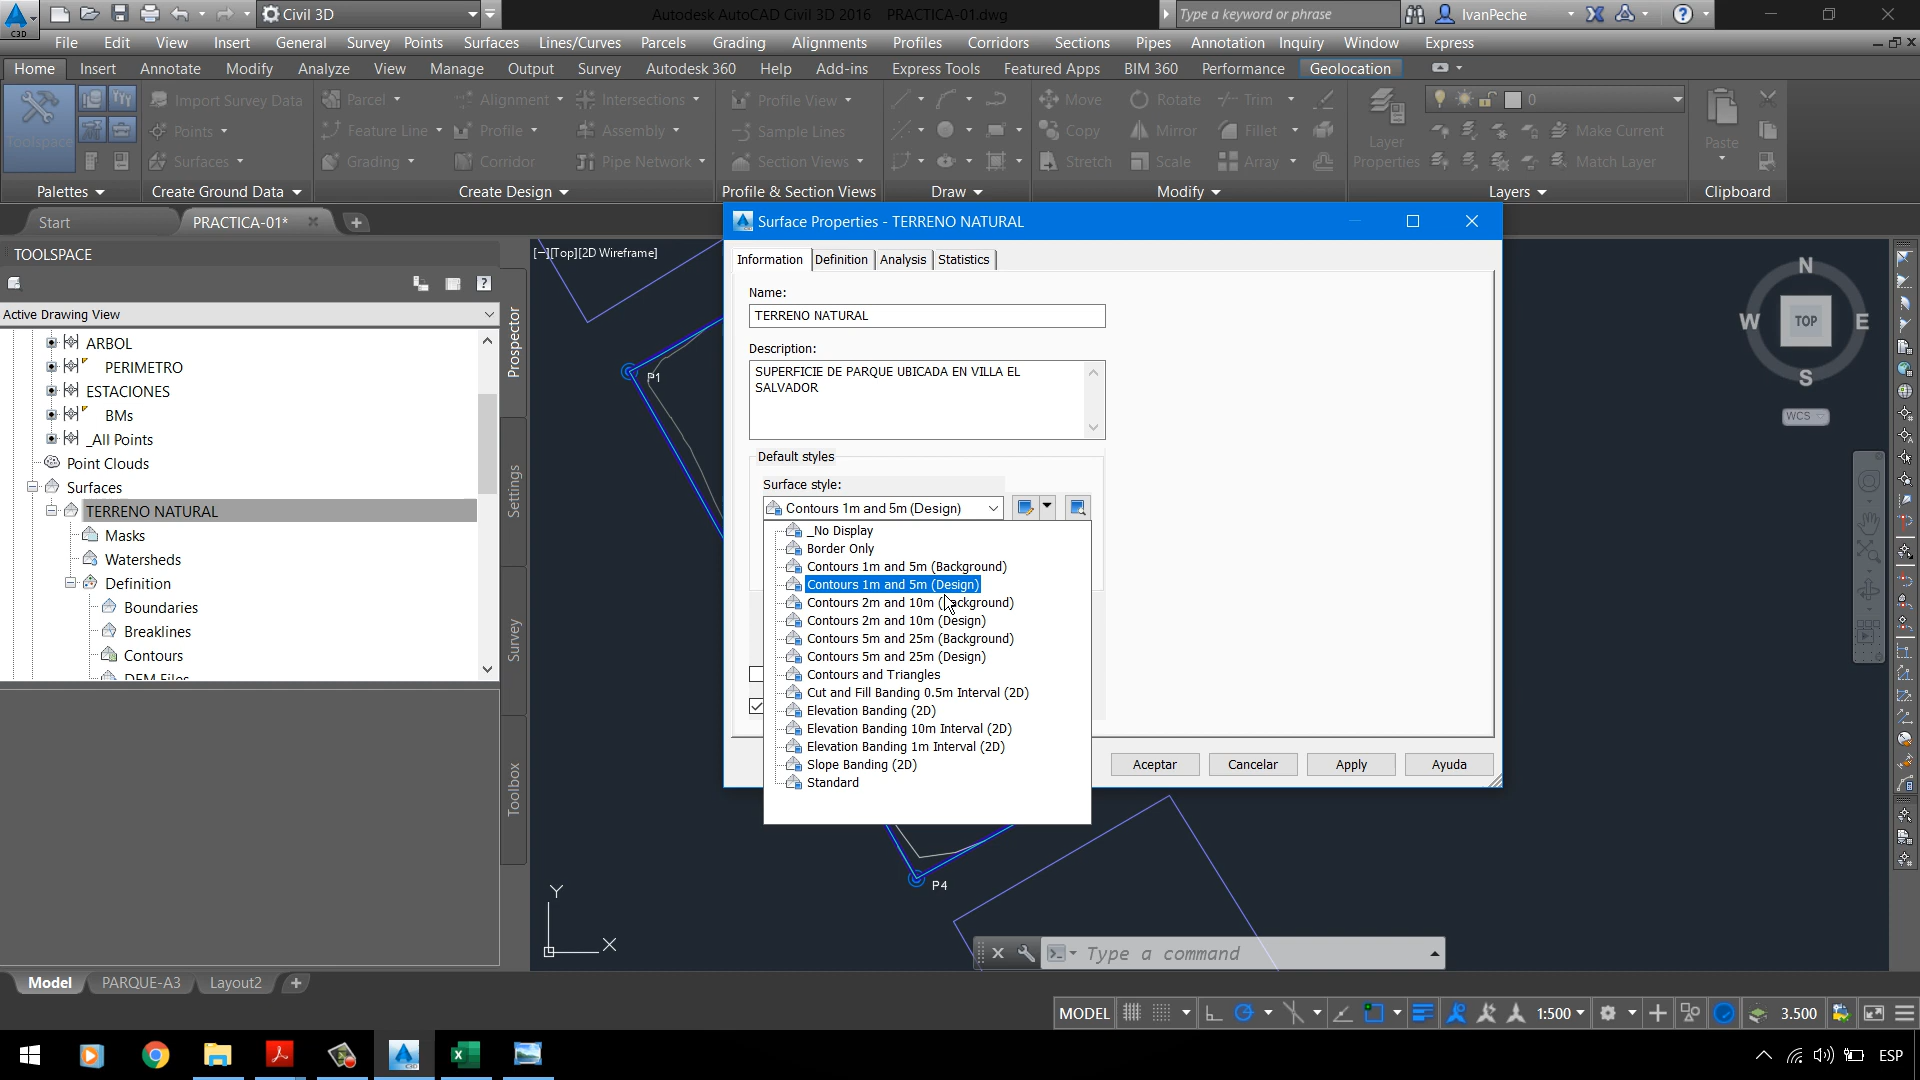 Civil 3D
Autodesk AutoCAD Civil 3D 2016 PRACTICA-01.dwg
Type a keyword or phrase
IvanPeche
C3D
File Edit View Insert General Survey Points Surfaces Lines/Curves Parcels Grading Alignments Profiles Corridors Sections Pipes Annotation Inquiry Window Express
Home Insert Annotate Modify Analyze View Manage Output Survey Autodesk 360 Help Add-ins Express Tools Featured Apps BIM 360 Performance Geolocation
Import Survey Data Parcel Alignment Intersections Profile View Move Rotate Trim 0
Toolspace Points Feature Line Profile Assembly Sample Lines Copy Mirror Fillet Layer Properties Make Current Paste
Surfaces Grading Corridor Pipe Network Section Views Stretch Scale Array Match Layer
Palettes Create Ground Data Create Design Profile & Section Views Draw Modify Layers Clipboard
Start PRACTICA-01*
Surface Properties - TERRENO NATURAL
TOOLSPACE
[−][Top][2D Wireframe]
Information Definition Analysis Statistics
Active Drawing View
Name:
TERRENO NATURAL
Description:
SUPERFICIE DE PARQUE UBICADA EN VILLA EL
SALVADOR
Default styles
Surface style:
Contours 1m and 5m (Design)
_No Display
Border Only
Contours 1m and 5m (Background)
Contours 1m and 5m (Design)
Contours 2m and 10m (Background)
Contours 2m and 10m (Design)
Contours 5m and 25m (Background)
Contours 5m and 25m (Design)
Contours and Triangles
Cut and Fill Banding 0.5m Interval (2D)
Elevation Banding (2D)
Elevation Banding 10m Interval (2D)
Elevation Banding 1m Interval (2D)
Slope Banding (2D)
Standard
Aceptar Cancelar Apply Ayuda
ARBOL
PERIMETRO
ESTACIONES
BMs
_All Points
Point Clouds
Surfaces
TERRENO NATURAL
Masks
Watersheds
Definition
Boundaries
Breaklines
Contours
DEM Files
Prospector
Settings
Survey
Toolbox
P1
P4
N
W TOP E
S
WCS
Y
X
Type a command
Model PARQUE-A3 Layout2
MODEL 1:500 3.500
ESP